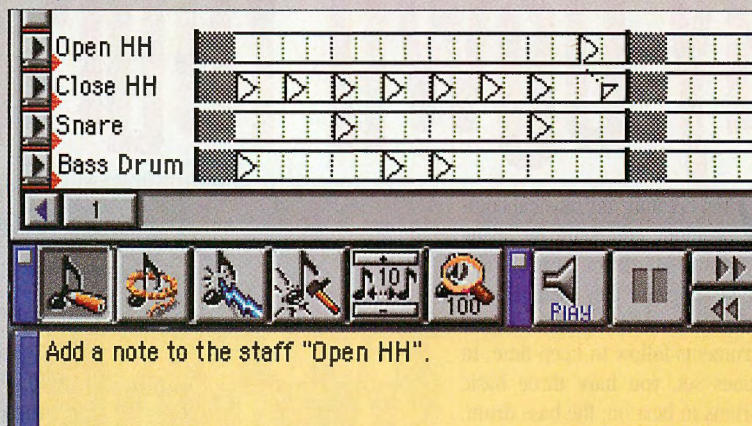 Open HH
Close HH
Snare
Bass Drum
1
10
100
PlAY
Add a note to the staff "Open HH".